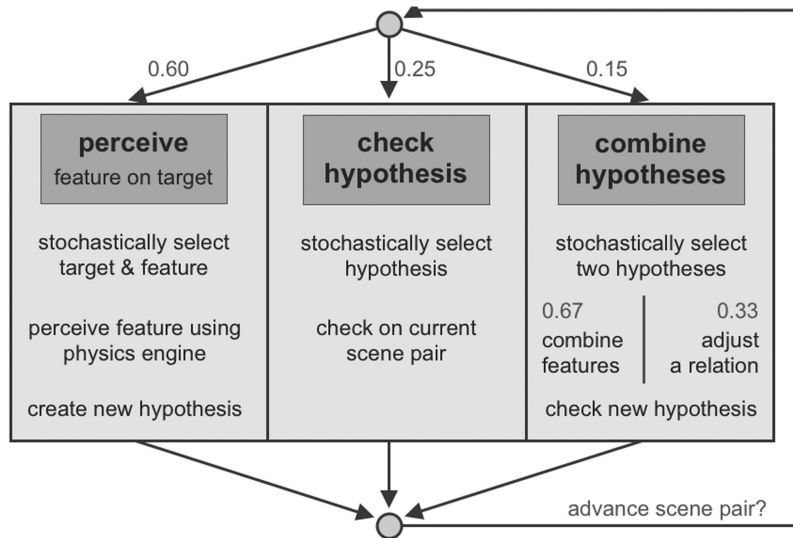 0.60
0.25
0.15
perceive
feature on target
stochastically select
target & feature
perceive feature using
physics engine
create new hypothesis
check
hypothesis
stochastically select
hypothesis
check on current
scene pair
combine
hypotheses
stochastically select
two hypotheses
0.67
combine
features
0.33
adjust
a relation
check new hypothesis
advance scene pair?